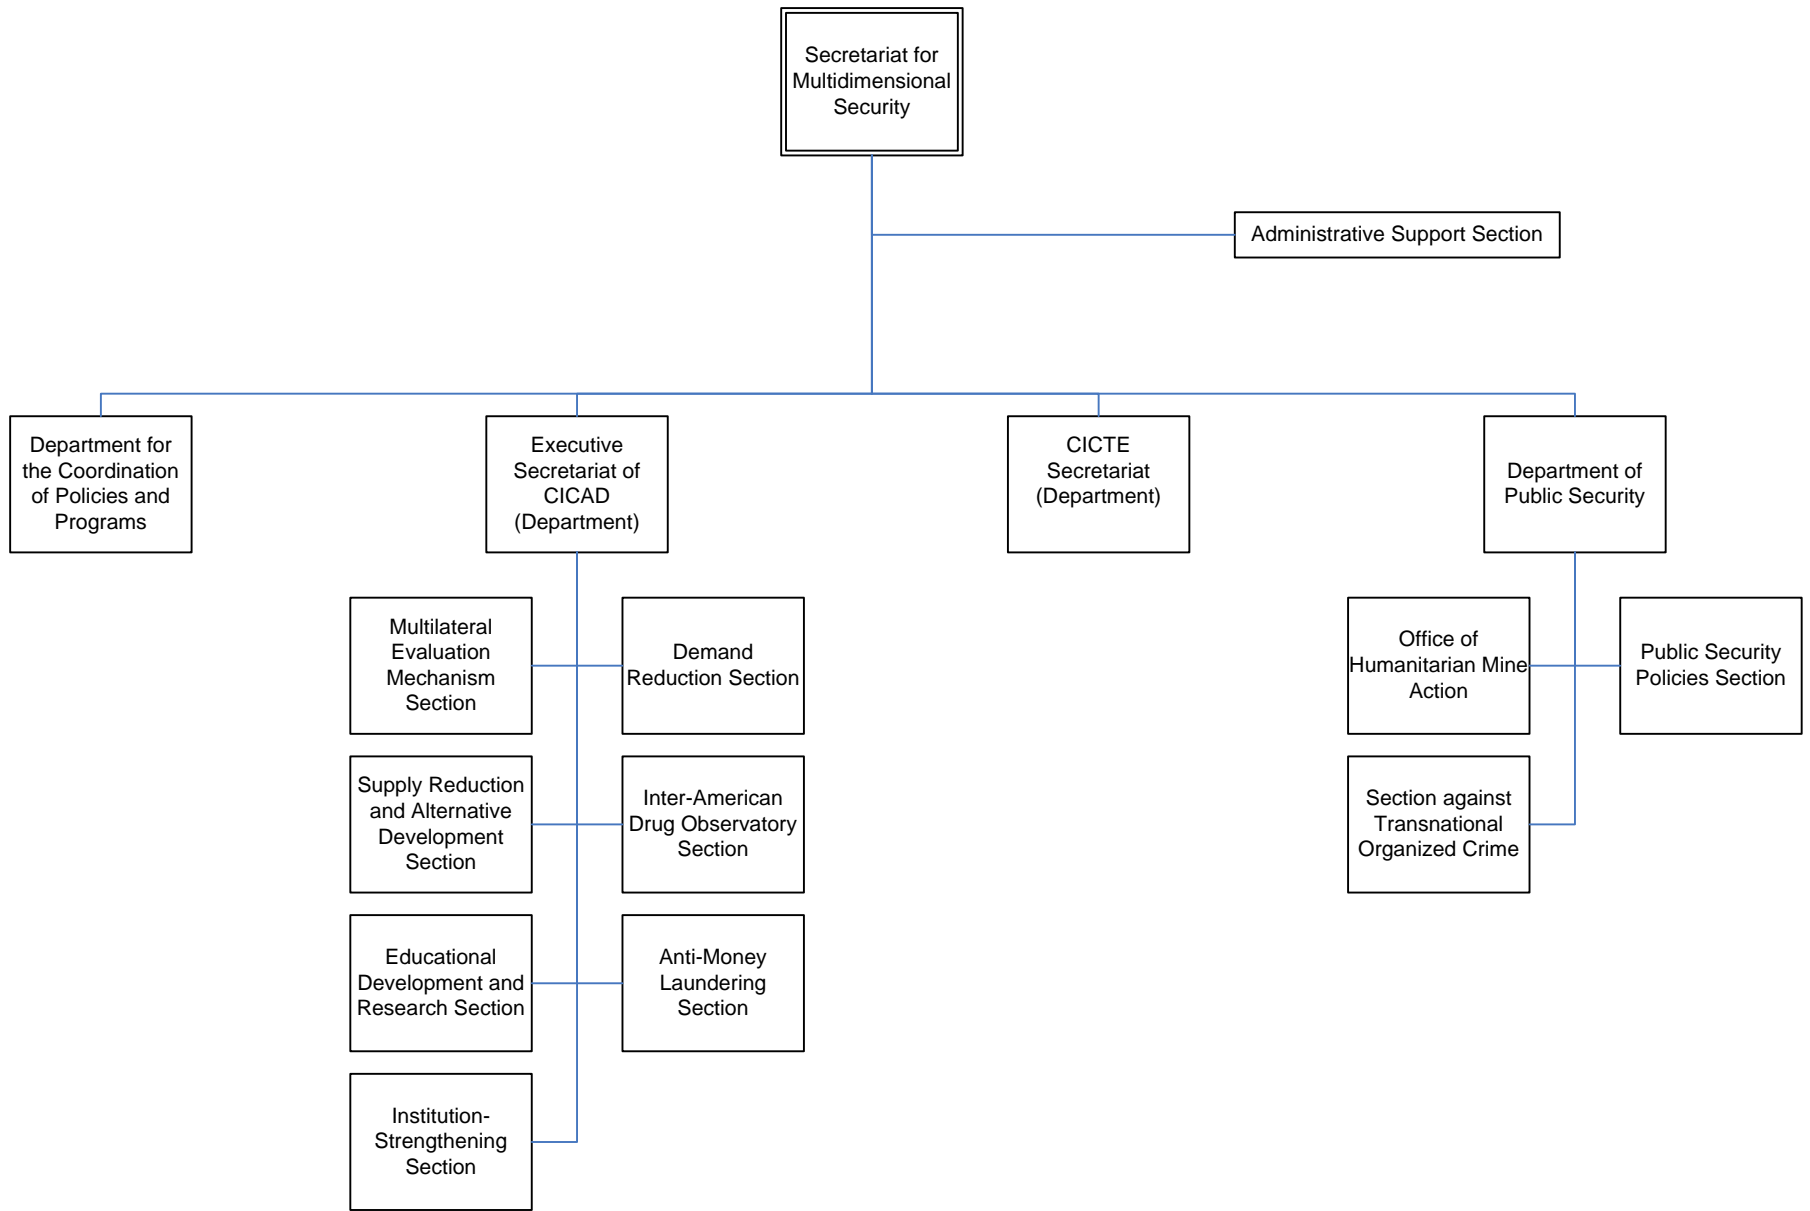 Secretariat for
Multidimensional
Security
Administrative Support Section
Department for
the Coordination
of Policies and
Programs
Executive
Secretariat of
CICAD
(Department)
CICTE
Secretariat
(Department)
Department of
Public Security
Multilateral
Evaluation
Mechanism
Section
Demand
Reduction Section
Office of
Humanitarian Mine
Action
Public Security
Policies Section
Supply Reduction
and Alternative
Development
Section
Inter-American
Drug Observatory
Section
Section against
Transnational
Organized Crime
Educational
Development and
Research Section
Anti-Money
Laundering
Section
Institution-
Strengthening
Section